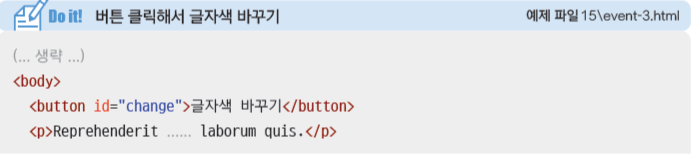 Do it! 버튼 클릭해서 글자색 바꾸기 예제 파일 15\event-3.html
(... 생략 ...)
<body>
<button id="change">글자색 바꾸기</button>
<p>Reprehenderit ...... laborum quis.</p>